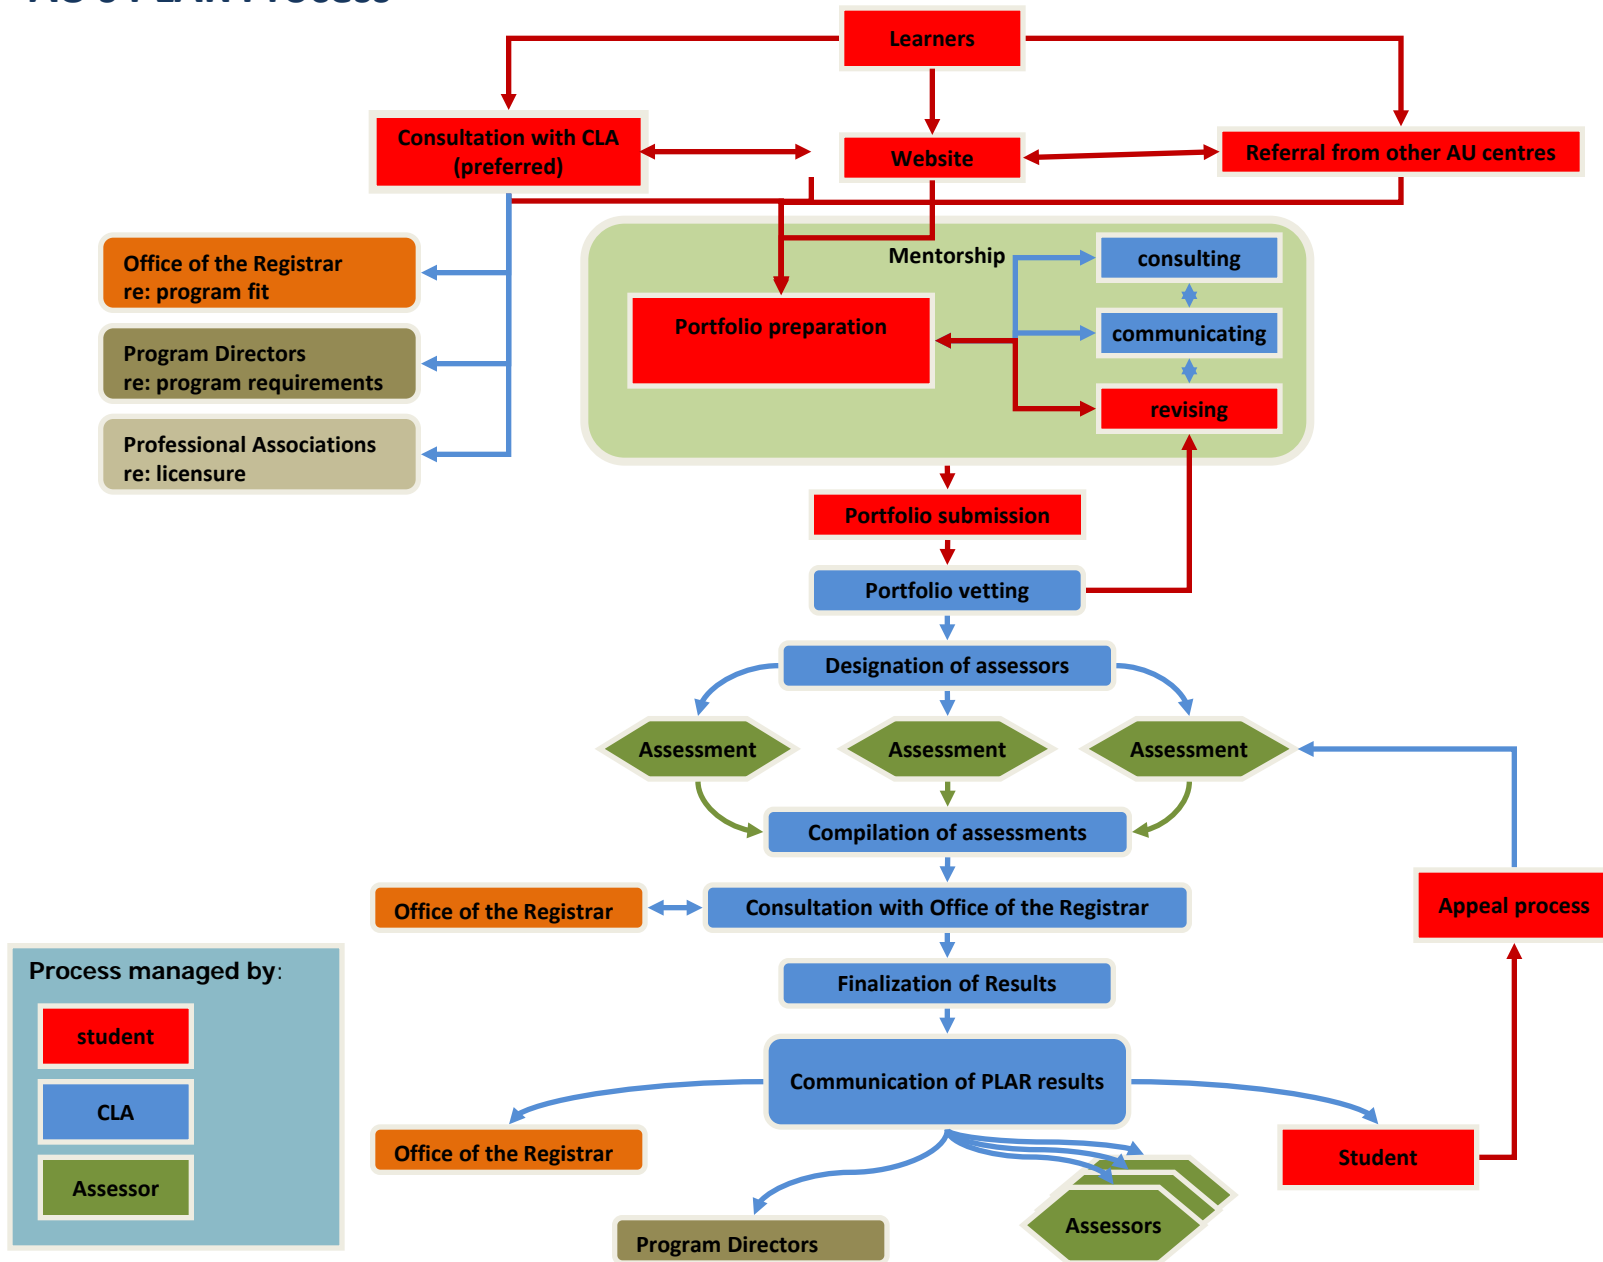 PLAR
Learners
Consultation with CLA
(preferred)
Website
Referral from other AU centres
Office of the Registrar
re: program fit
Mentorship
consulting
Portfolio preparation
communicating
Program Directors
re: program requirements
revising
Professional Associations
re: licensure
Portfolio submission
Portfolio vetting
Designation of assessors
Assessment
Assessment
Assessment
Compilation of assessments
Office of the Registrar
Consultation with Office of the Registrar
Appeal process
Process managed by:
Finalization of Results
student
Communication of PLAR results
CLA
Office of the Registrar
Student
Assessor
Assessors
Program Directors